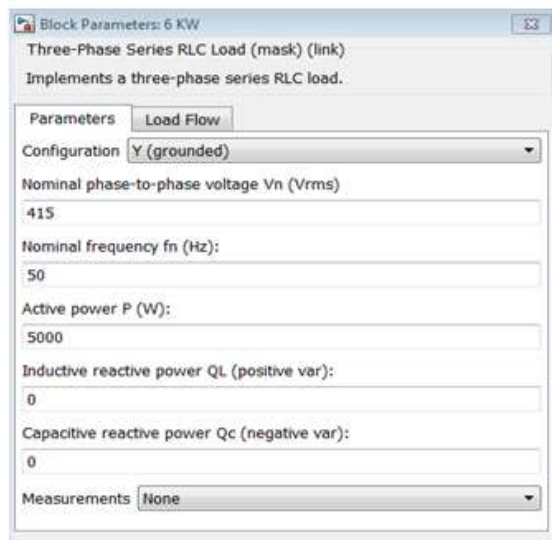 Block Parameters: 6 KW
Three-Phase Series RLC Load (mask) (link)
Implements a three-phase series RLC load.
Parameters Load Flow
Configuration Y (grounded)
Nominal phase-to-phase voltage Vn (Vrms)
415
Nominal frequency fn (Hz):
50
Active power P (W):
5000
Inductive reactive power QL (positive var):
0
Capacitive reactive power Qc (negative var):
0
Measurements None